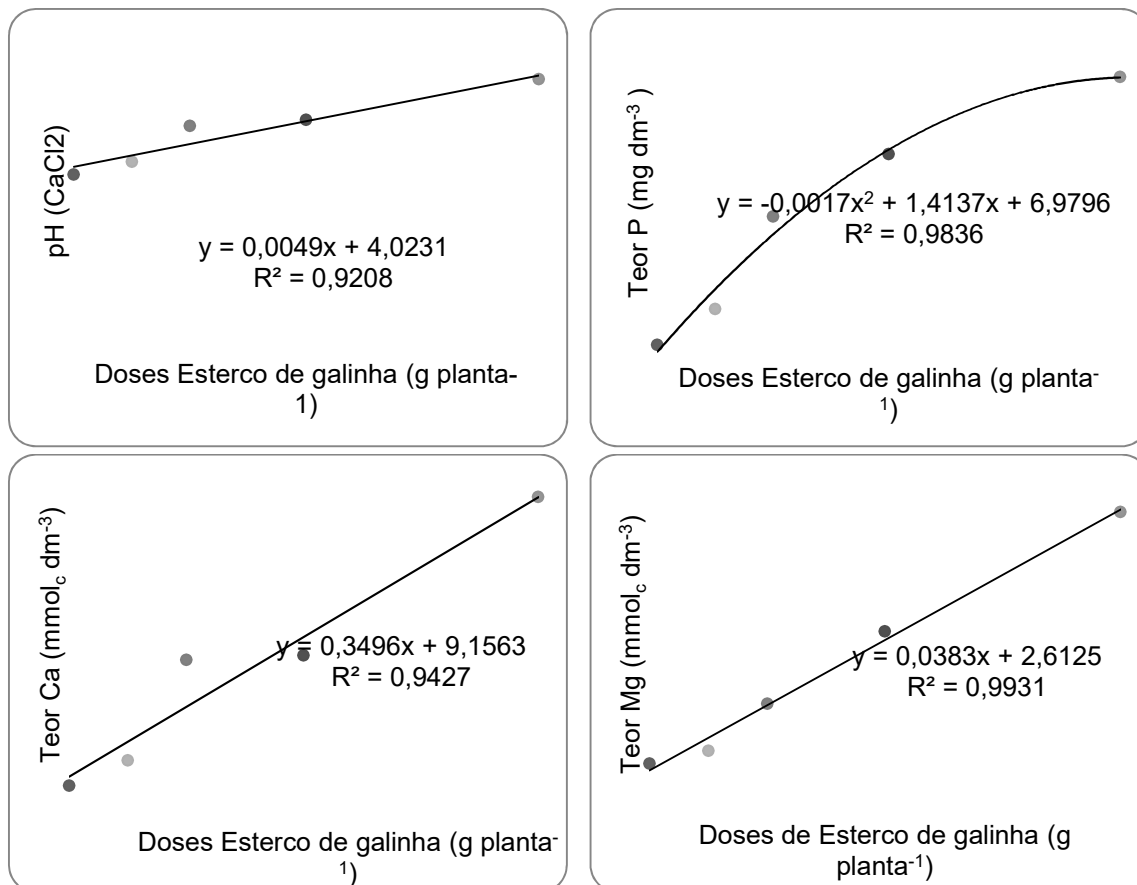 pH (CaCl2)
y = 0,0049x + 4,0231
R² = 0,9208
Doses Esterco de galinha (g planta-
1)
Teor P (mg dm⁻³)
y = -0,0017x² + 1,4137x + 6,9796
R² = 0,9836
Doses Esterco de galinha (g planta⁻
¹)
Teor Ca (mmol_c dm⁻³)
y = 0,3496x + 9,1563
R² = 0,9427
Doses Esterco de galinha (g planta⁻
¹)
Teor Mg (mmol_c dm⁻³)
y = 0,0383x + 2,6125
R² = 0,9931
Doses de Esterco de galinha (g
planta⁻¹)